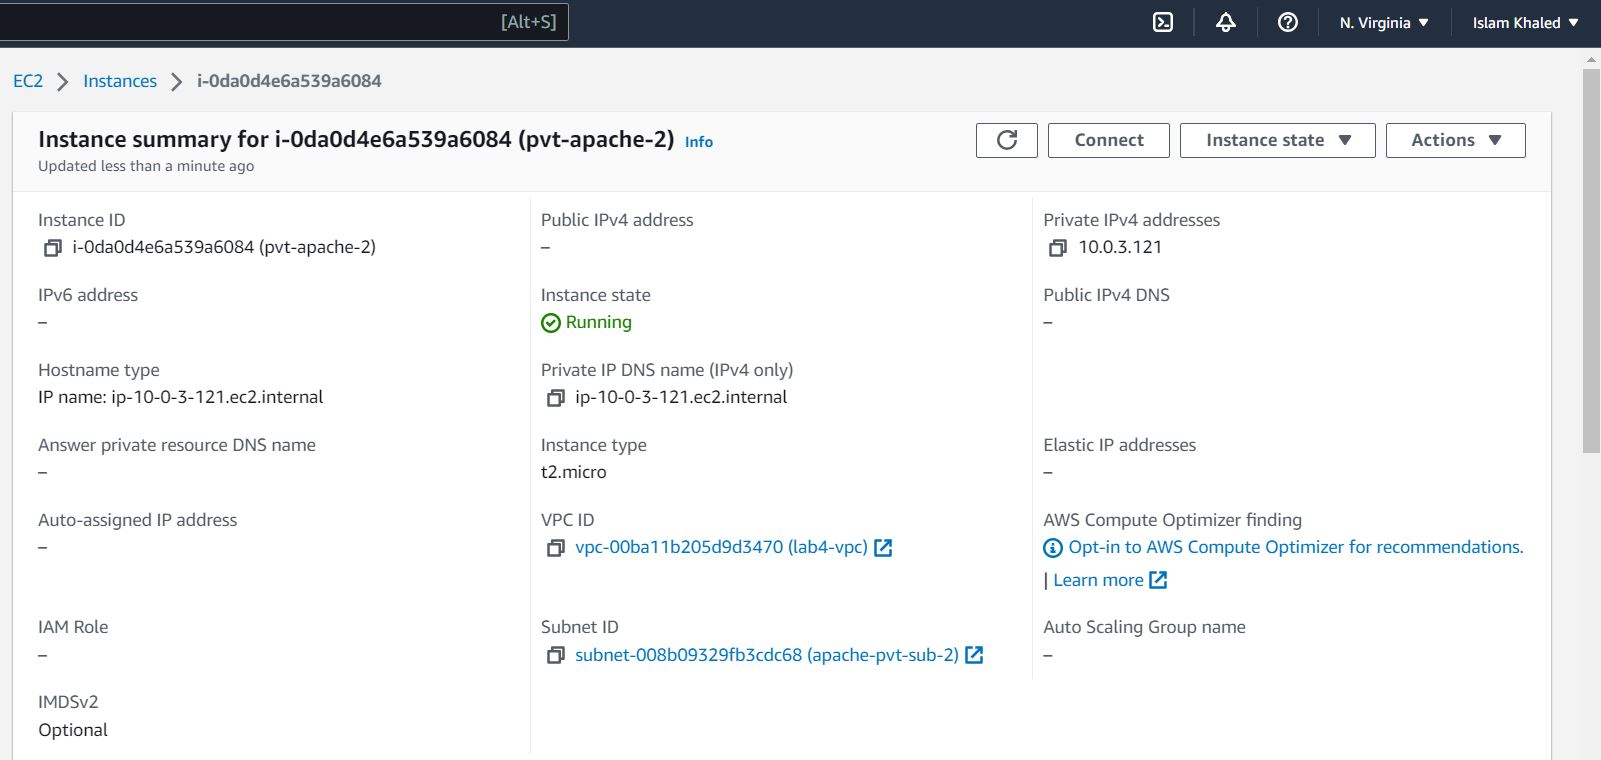 [Alt+S]
N. Virginia
Islam Khaled
EC2
Instances
i-0da0d4e6a539a6084
Instance summary for i-0da0d4e6a539a6084 (pvt-apache-2) Info
Updated less than a minute ago
Connect
Instance state
Actions
Instance ID
i-0da0d4e6a539a6084 (pvt-apache-2)
Public IPv4 address
–
Private IPv4 addresses
10.0.3.121
IPv6 address
–
Instance state
Running
Public IPv4 DNS
–
Hostname type
IP name: ip-10-0-3-121.ec2.internal
Private IP DNS name (IPv4 only)
ip-10-0-3-121.ec2.internal
Answer private resource DNS name
–
Instance type
t2.micro
Elastic IP addresses
–
Auto-assigned IP address
–
VPC ID
vpc-00ba11b205d9d3470 (lab4-vpc)
AWS Compute Optimizer finding
Opt-in to AWS Compute Optimizer for recommendations.
| Learn more
IAM Role
–
Subnet ID
subnet-008b09329fb3cdc68 (apache-pvt-sub-2)
Auto Scaling Group name
–
IMDSv2
Optional